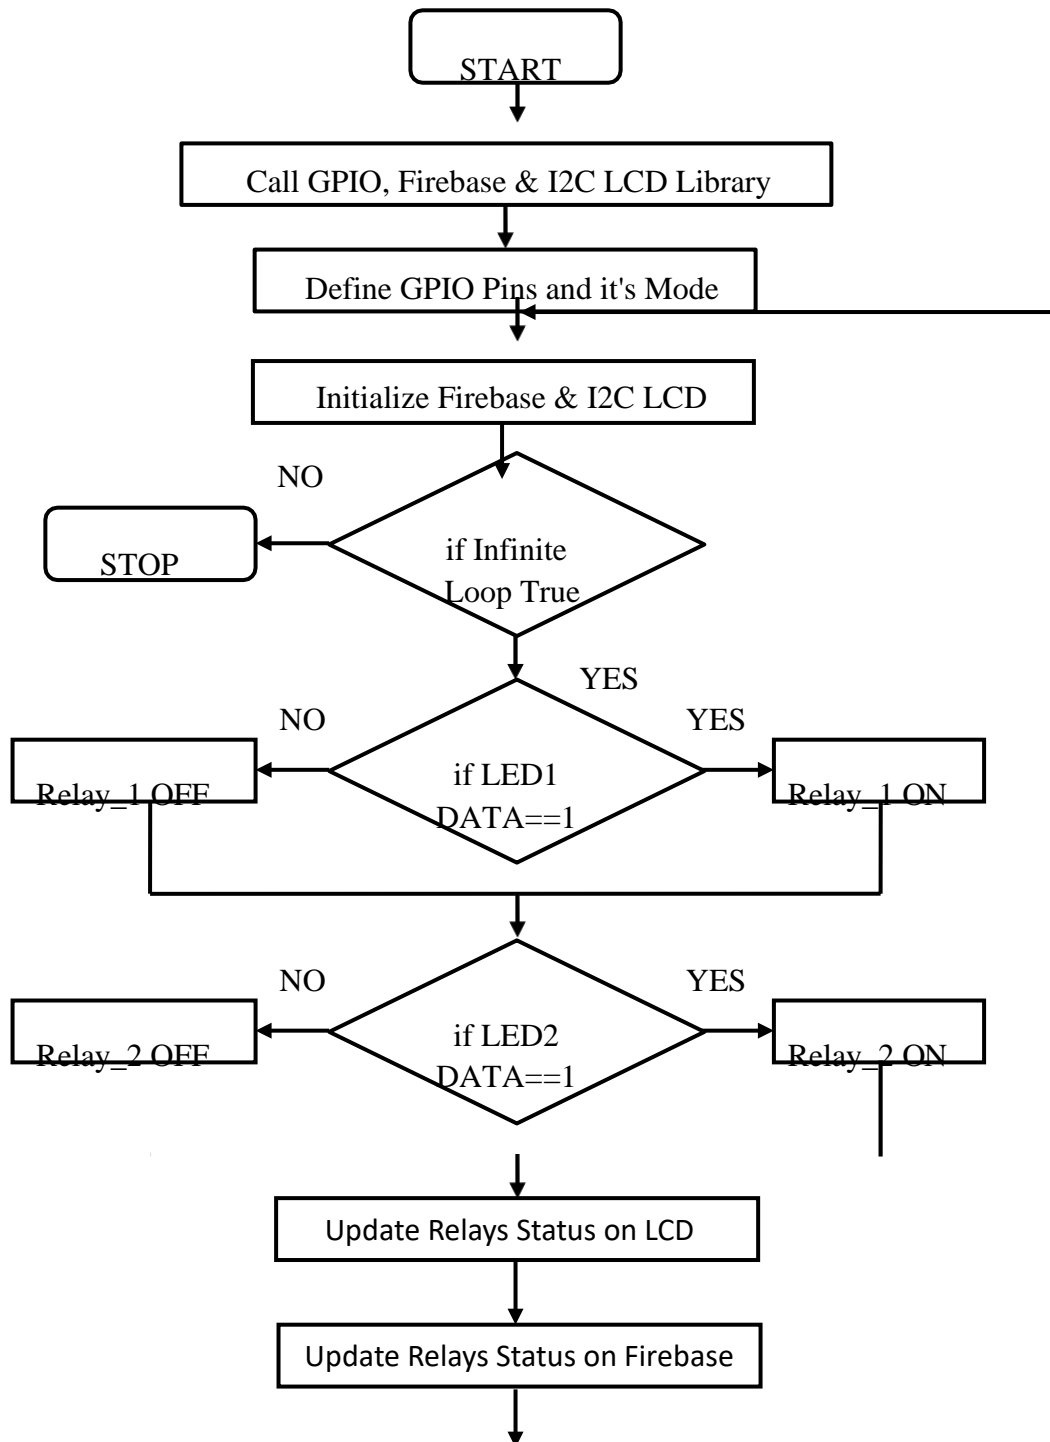 START
Call GPIO, Firebase & I2C LCD Library
Define GPIO Pins and it's Mode
Initialize Firebase & I2C LCD
NO
STOP
if Infinite
Loop True
YES
NO
YES
Relay_1 OFF
if LED1
DATA==1
Relay_1 ON
NO
YES
Relay_2 OFF
if LED2
DATA==1
Relay_2 ON
Update Relays Status on LCD
Update Relays Status on Firebase